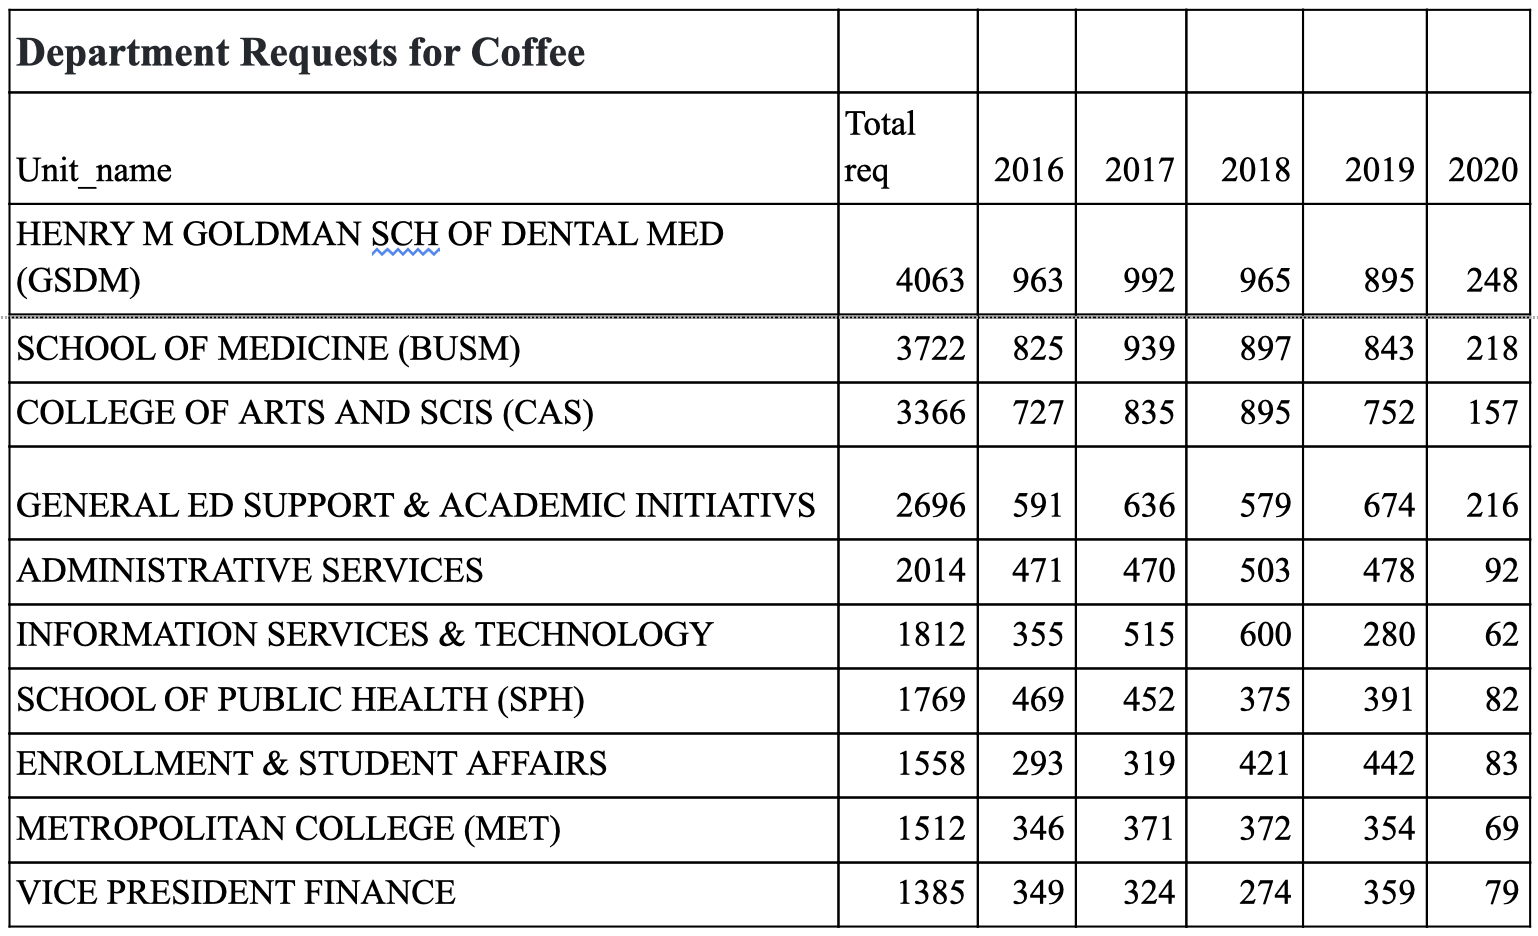 Department Requests for Coffee
Unit_name Total req 2016 2017 2018 2019 2020
HENRY M GOLDMAN SCH OF DENTAL MED
(GSDM) 4063 963 992 965 895 248
SCHOOL OF MEDICINE (BUSM) 3722 825 939 897 843 218
COLLEGE OF ARTS AND SCIS (CAS) 3366 727 835 895 752 157
GENERAL ED SUPPORT & ACADEMIC INITIATIVS 2696 591 636 579 674 216
ADMINISTRATIVE SERVICES 2014 471 470 503 478 92
INFORMATION SERVICES & TECHNOLOGY 1812 355 515 600 280 62
SCHOOL OF PUBLIC HEALTH (SPH) 1769 469 452 375 391 82
ENROLLMENT & STUDENT AFFAIRS 1558 293 319 421 442 83
METROPOLITAN COLLEGE (MET) 1512 346 371 372 354 69
VICE PRESIDENT FINANCE 1385 349 324 274 359 79